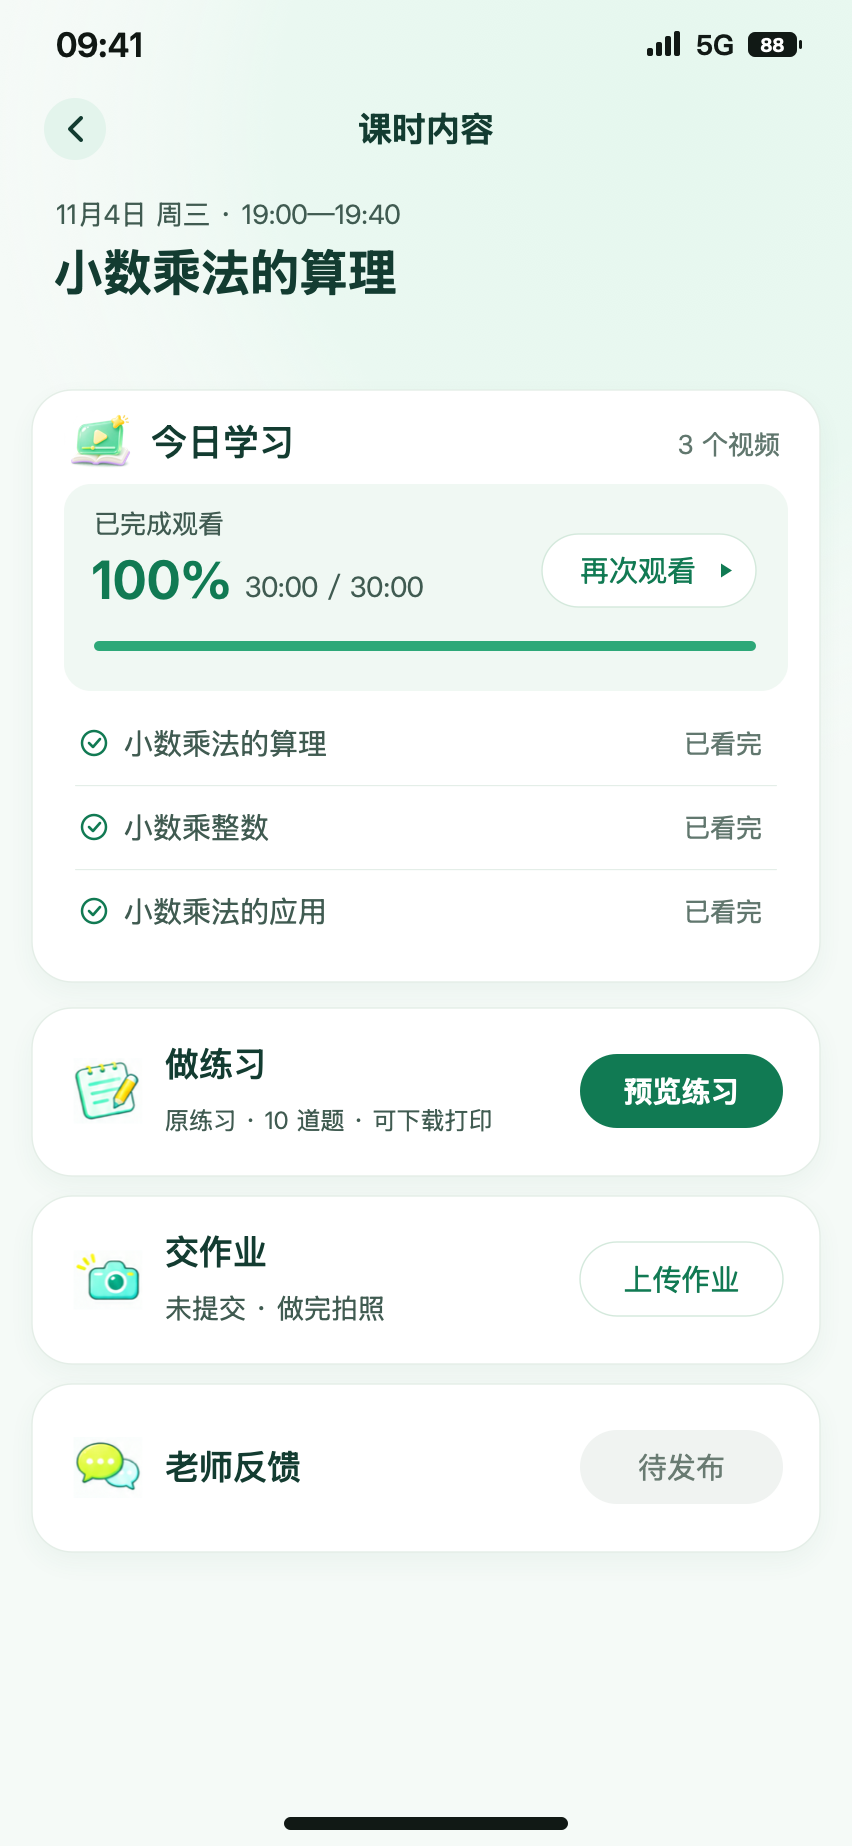 09:41
5G 88
课时内容
11月4日 周三 · 19:00—19:40
小数乘法的算理
今日学习
3 个视频
已完成观看
100% 30:00 / 30:00
再次观看
小数乘法的算理 已看完
小数乘整数 已看完
小数乘法的应用 已看完
做练习
原练习 · 10 道题 · 可下载打印
预览练习
交作业
未提交 · 做完拍照
上传作业
老师反馈
待发布